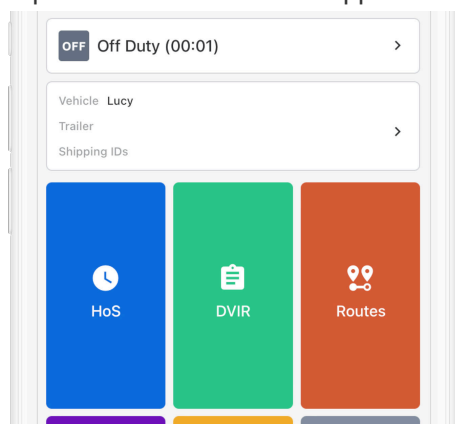 OFF Off Duty (00:01)
Vehicle Lucy
Trailer
Shipping IDs
HoS DVIR Routes